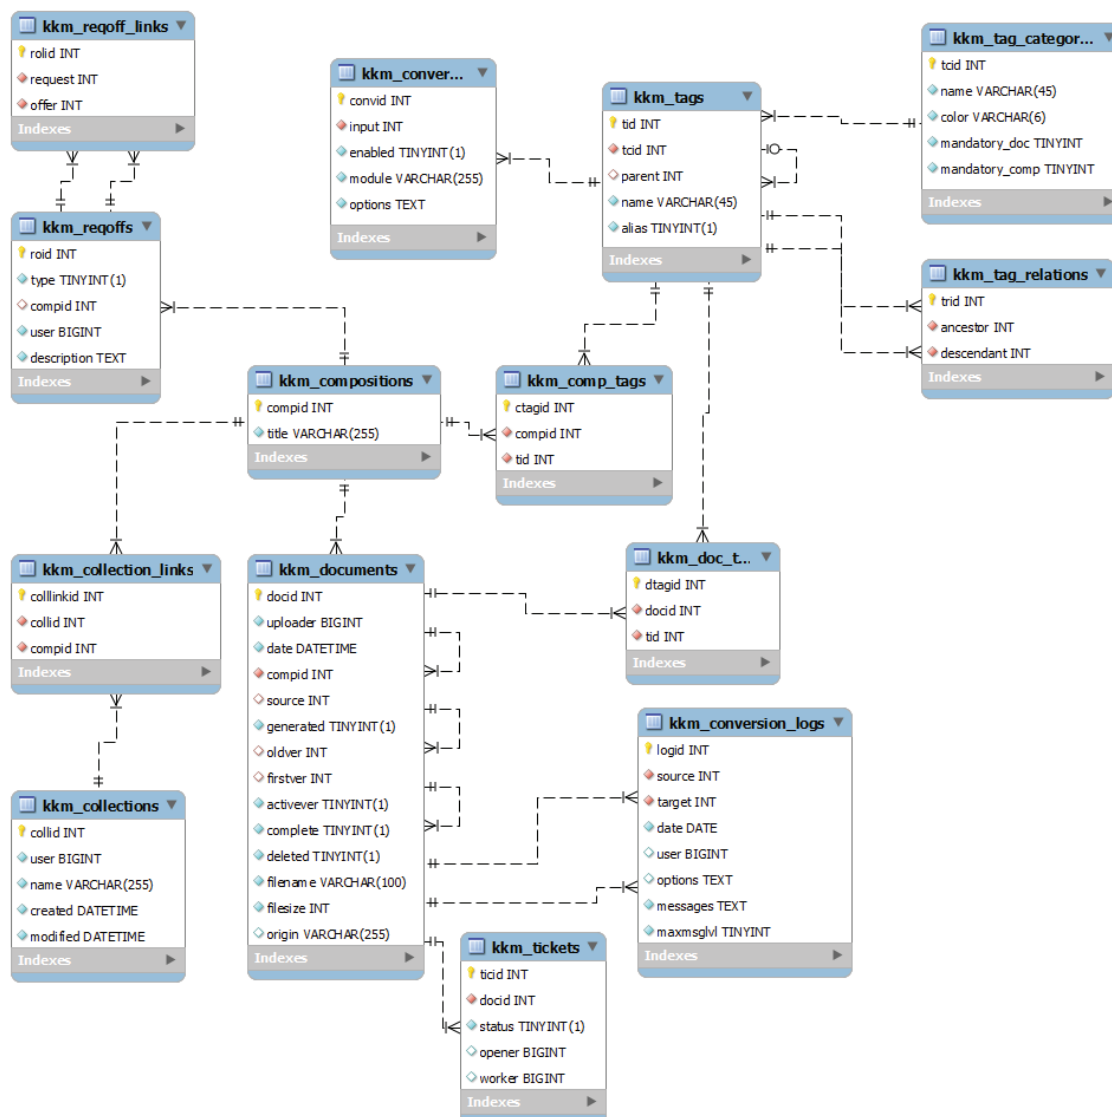 kkm_reqoff_links
rolid INT
request INT
offer INT
Indexes
kkm_conver...
convid INT
input INT
enabled TINYINT(1)
module VARCHAR(255)
options TEXT
Indexes
kkm_tags
tid INT
tcid INT
parent INT
name VARCHAR(45)
alias TINYINT(1)
Indexes
kkm_tag_categor...
tcid INT
name VARCHAR(45)
color VARCHAR(6)
mandatory_doc TINYINT
mandatory_comp TINYINT
Indexes
kkm_reqoffs
roid INT
type TINYINT(1)
compid INT
user BIGINT
description TEXT
Indexes
kkm_tag_relations
trid INT
ancestor INT
descendant INT
Indexes
kkm_compositions
compid INT
title VARCHAR(255)
Indexes
kkm_comp_tags
ctagid INT
compid INT
tid INT
Indexes
kkm_collection_links
colllinkid INT
collid INT
compid INT
Indexes
kkm_documents
docid INT
uploader BIGINT
date DATETIME
compid INT
source INT
generated TINYINT(1)
oldver INT
firstver INT
activever TINYINT(1)
complete TINYINT(1)
deleted TINYINT(1)
filename VARCHAR(100)
filesize INT
origin VARCHAR(255)
Indexes
kkm_doc_t...
dtagid INT
docid INT
tid INT
Indexes
kkm_conversion_logs
logid INT
source INT
target INT
date DATE
user BIGINT
options TEXT
messages TEXT
maxmsglvl TINYINT
Indexes
kkm_collections
collid INT
user BIGINT
name VARCHAR(255)
created DATETIME
modified DATETIME
Indexes
kkm_tickets
ticid INT
docid INT
status TINYINT(1)
opener BIGINT
worker BIGINT
Indexes